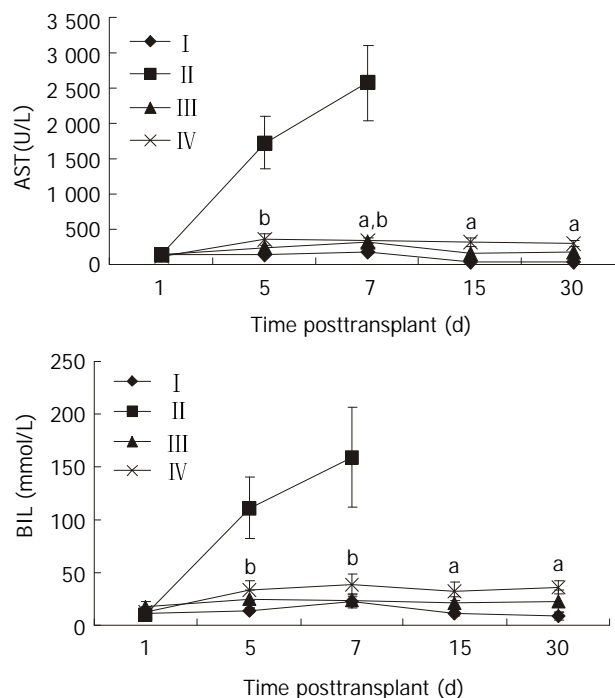 3 500
3 000
2 500
2 000
1 500
1 000
500
0
AST(U/L)
I
II
III
IV
b
a,b
a
a
1
5
7
15
30
Time posttransplant (d)
250
200
150
100
50
0
BIL (mmol/L)
I
II
III
IV
b
b
a
a
1
5
7
15
30
Time posttransplant (d)